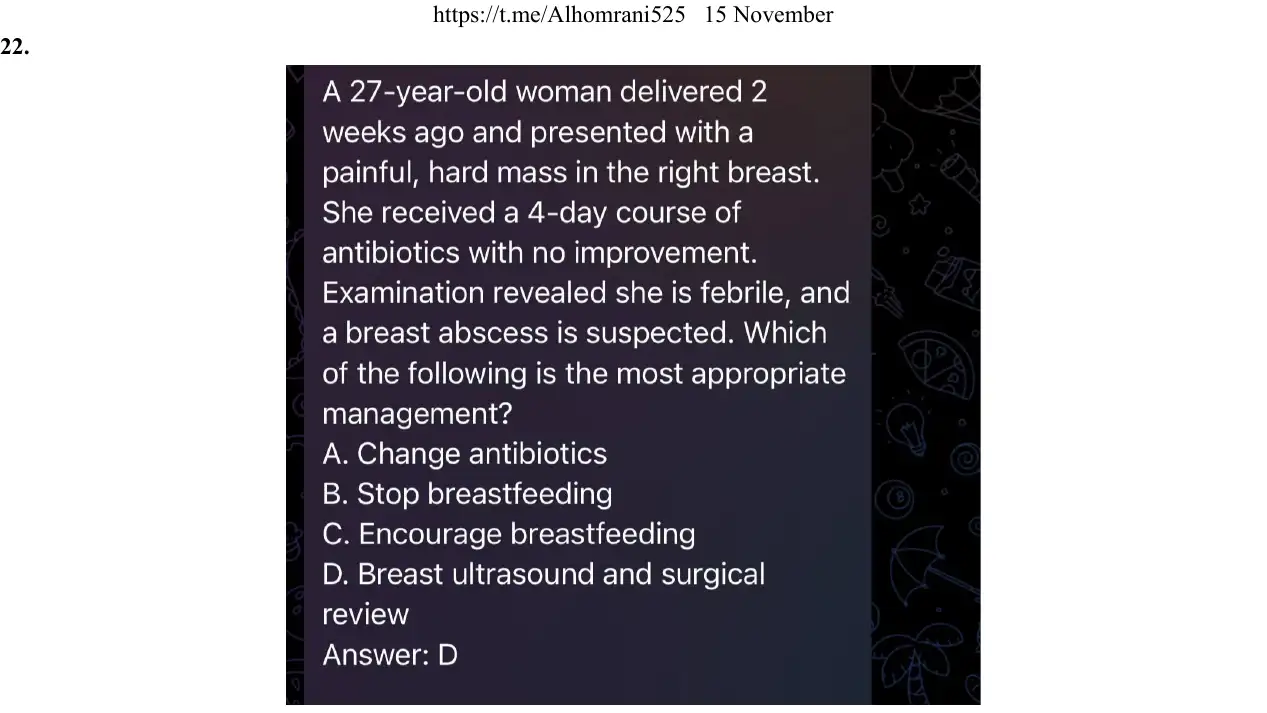 https://t.me/Alhomrani525 15 November
22.
A 27-year-old woman delivered 2
weeks ago and presented with a
painful, hard mass in the right breast.
She received a 4-day course of
antibiotics with no improvement.
Examination revealed she is febrile, and
a breast abscess is suspected. Which
of the following is the most appropriate
management?
A. Change antibiotics
B. Stop breastfeeding
C. Encourage breastfeeding
D. Breast ultrasound and surgical
review
Answer: D